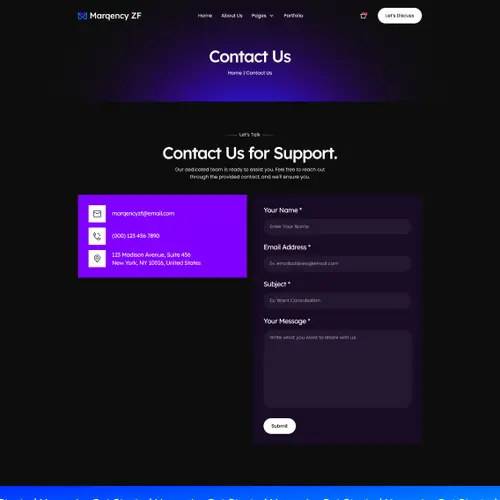 Marqency ZF
Home About Us Pages Portfolio
Let's Discuss
Contact Us
Home | Contact Us
Let's Talk
Contact Us for Support.
Our dedicated team is ready to assist you. Feel free to reach out
through the provided contact, and we'll ensure you.
marqencyzf@email.com
(000) 123 456 7890
123 Madison Avenue, Suite 456
New York, NY 10016, United States
Your Name *
Enter Your Name
Email Address *
Ex. emailaddress@email.com
Subject *
Ex. Want Consultation
Your Message *
Write what you want to share with us
Submit